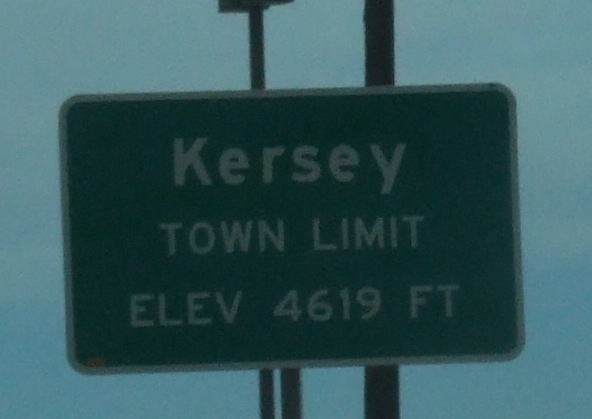 Kersey
TOWN LIMIT
ELEV 4619 FT